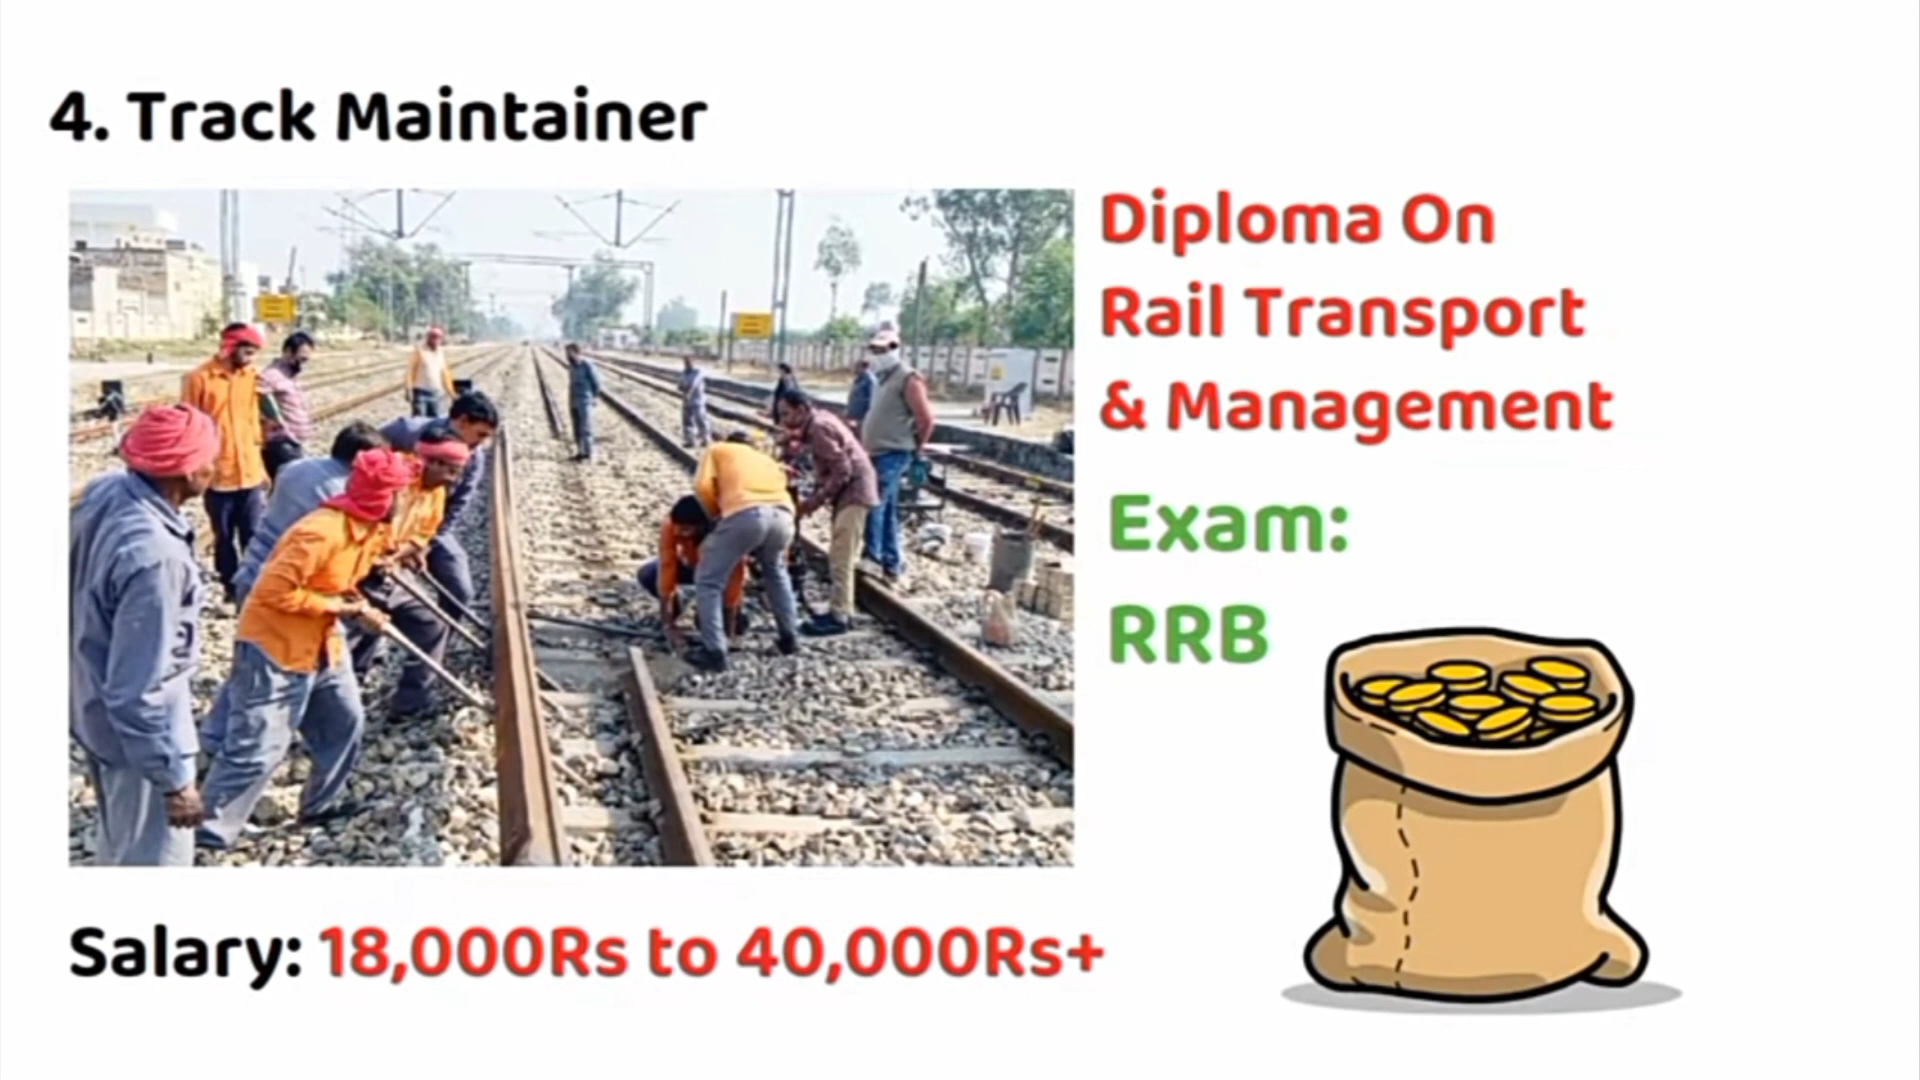 4. Track Maintainer
Diploma On
Rail Transport
& Management
Exam:
RRB
Salary: 18,000Rs to 40,000Rs+